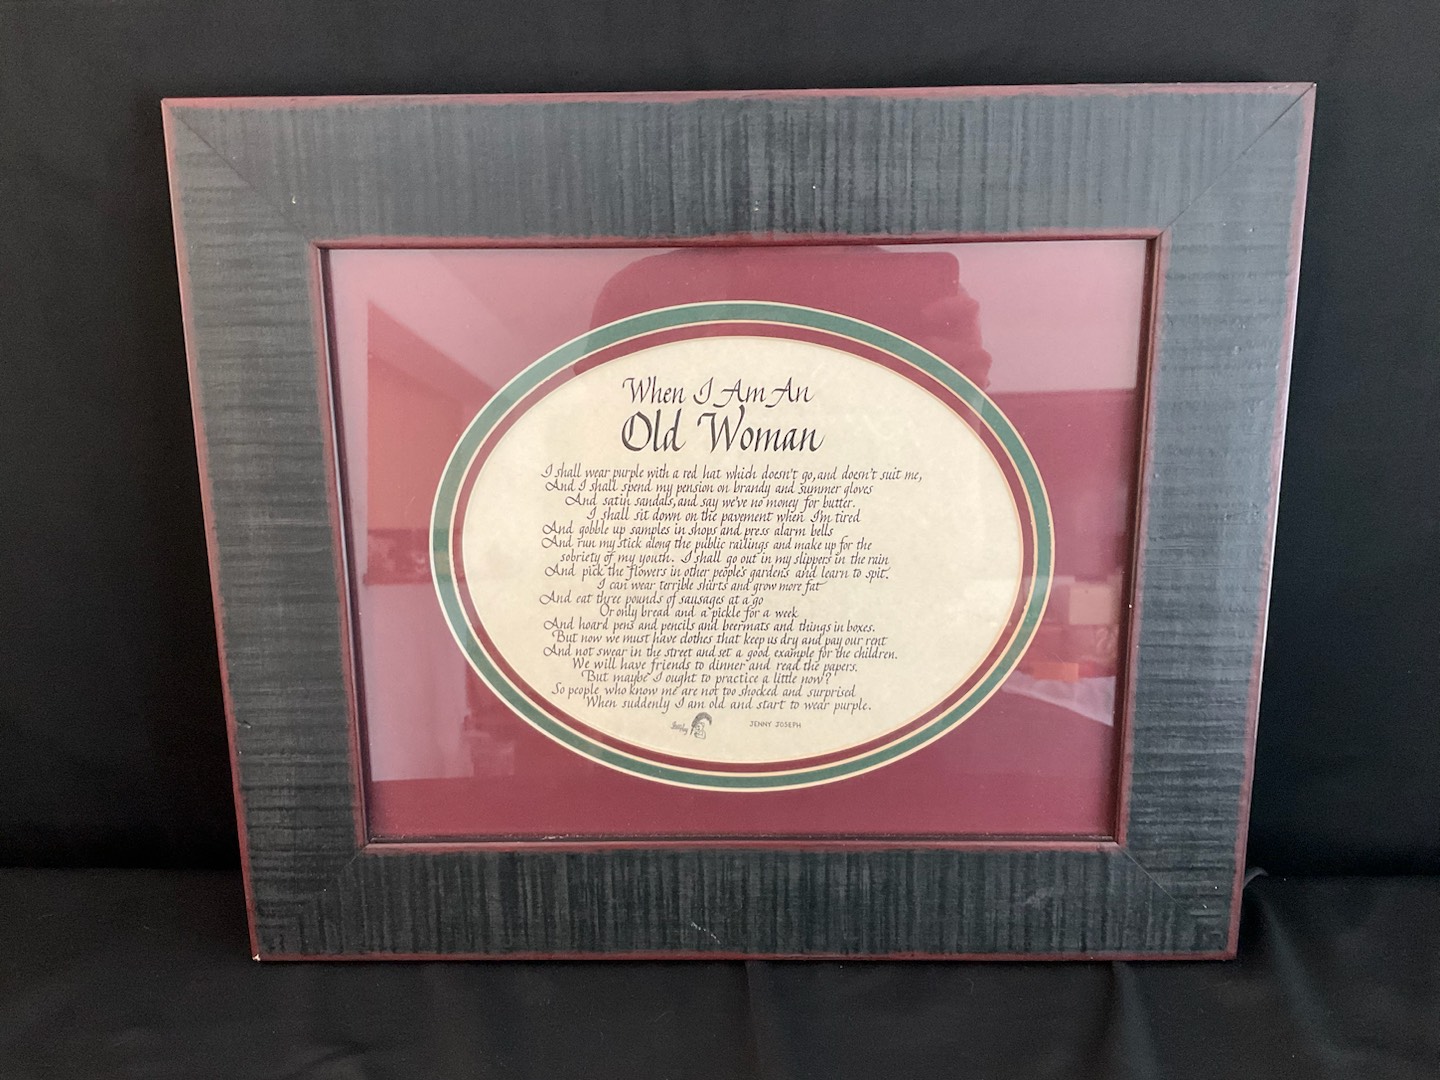 When I Am An
Old Woman
I shall wear purple with a red hat which doesn't go, and doesn't suit me,
And I shall spend my pension on brandy and summer gloves
And satin sandals, and say we've no money for butter.
I shall sit down on the pavement when I'm tired
And gobble up samples in shops and press alarm bells
And run my stick along the public railings and make up for the
sobriety of my youth. I shall go out in my slippers in the rain
And pick the flowers in other people's gardens and learn to spit.
I can wear terrible shirts and grow more fat
And eat three pounds of sausages at a go
Or only bread and a pickle for a week
And hoard pens and pencils and beermats and things in boxes.
But now we must have clothes that keep us dry and pay our rent
And not swear in the street and set a good example for the children.
We will have friends to dinner and read the papers.
But maybe I ought to practice a little now?
So people who know me are not too shocked and surprised
When suddenly I am old and start to wear purple.
JENNY JOSEPH